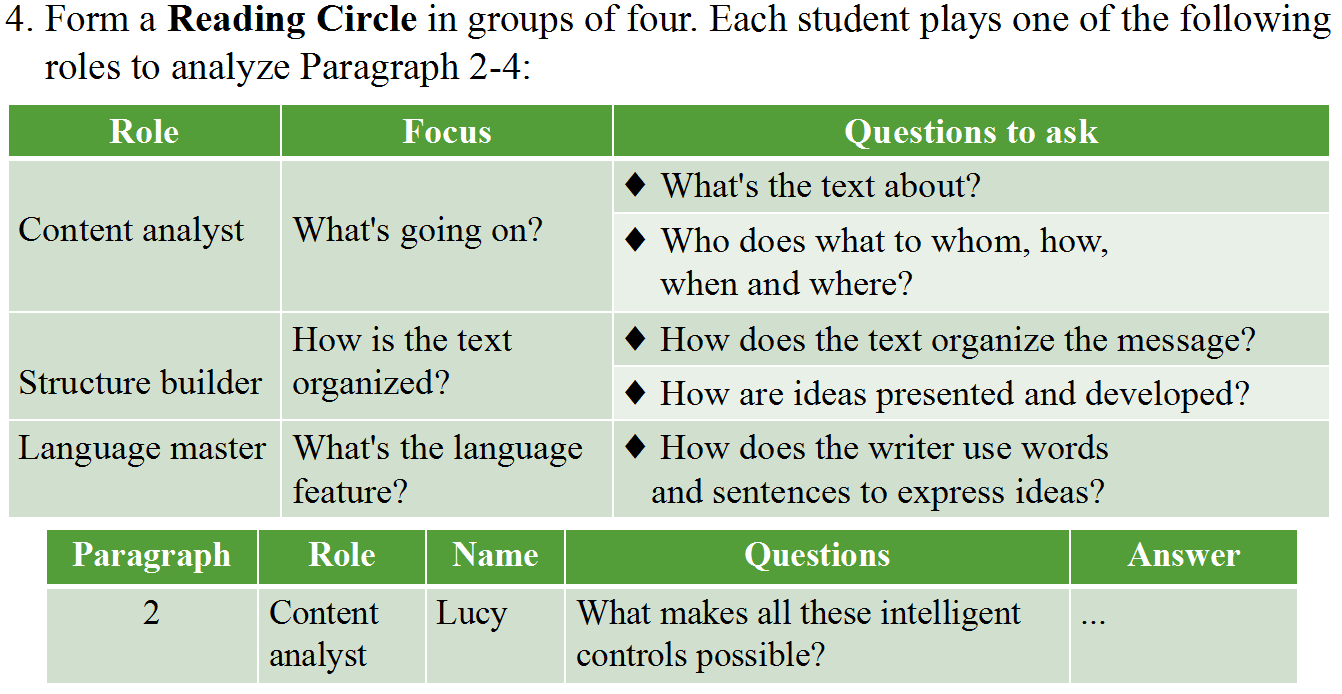 4. Form a Reading Circle in groups of four. Each student plays one of the following
roles to analyze Paragraph 2-4:
Role Focus Questions to ask
Content analyst What's going on? ♦ What's the text about?
♦ Who does what to whom, how,
when and where?
Structure builder How is the text
organized? ♦ How does the text organize the message?
♦ How are ideas presented and developed?
Language master What's the language
feature? ♦ How does the writer use words
and sentences to express ideas?
Paragraph Role Name Questions Answer
2 Content
analyst Lucy What makes all these intelligent
controls possible? ...